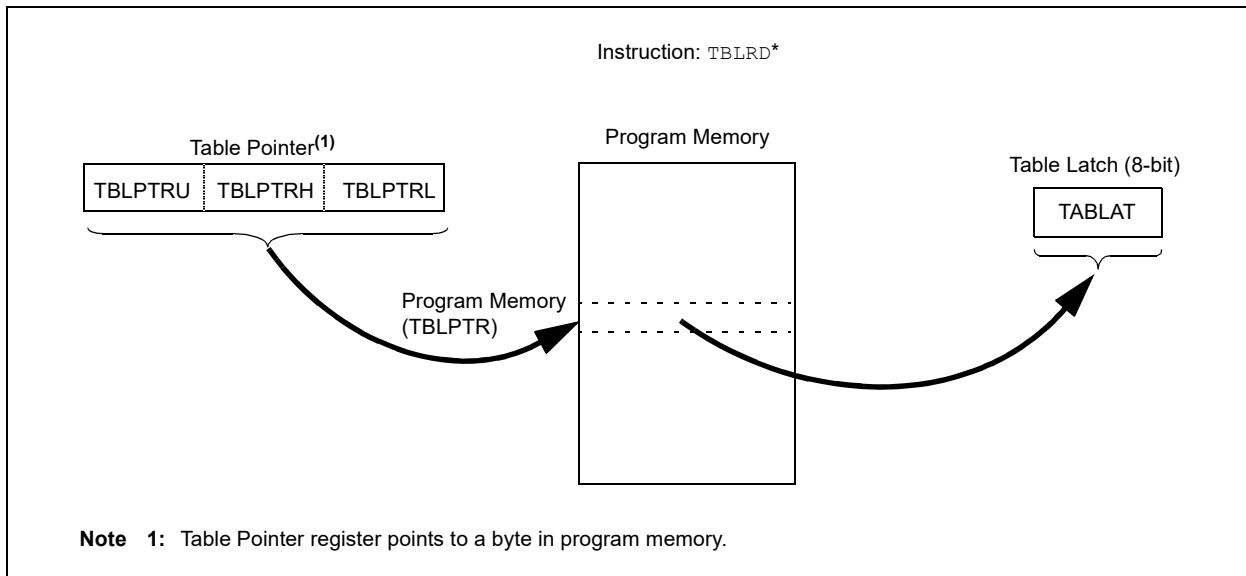 Instruction: TBLRD*
Table Pointer(1)
TBLPTRU TBLPTRH TBLPTRL
Program Memory
Table Latch (8-bit)
TABLAT
Program Memory
(TBLPTR)
Note 1: Table Pointer register points to a byte in program memory.